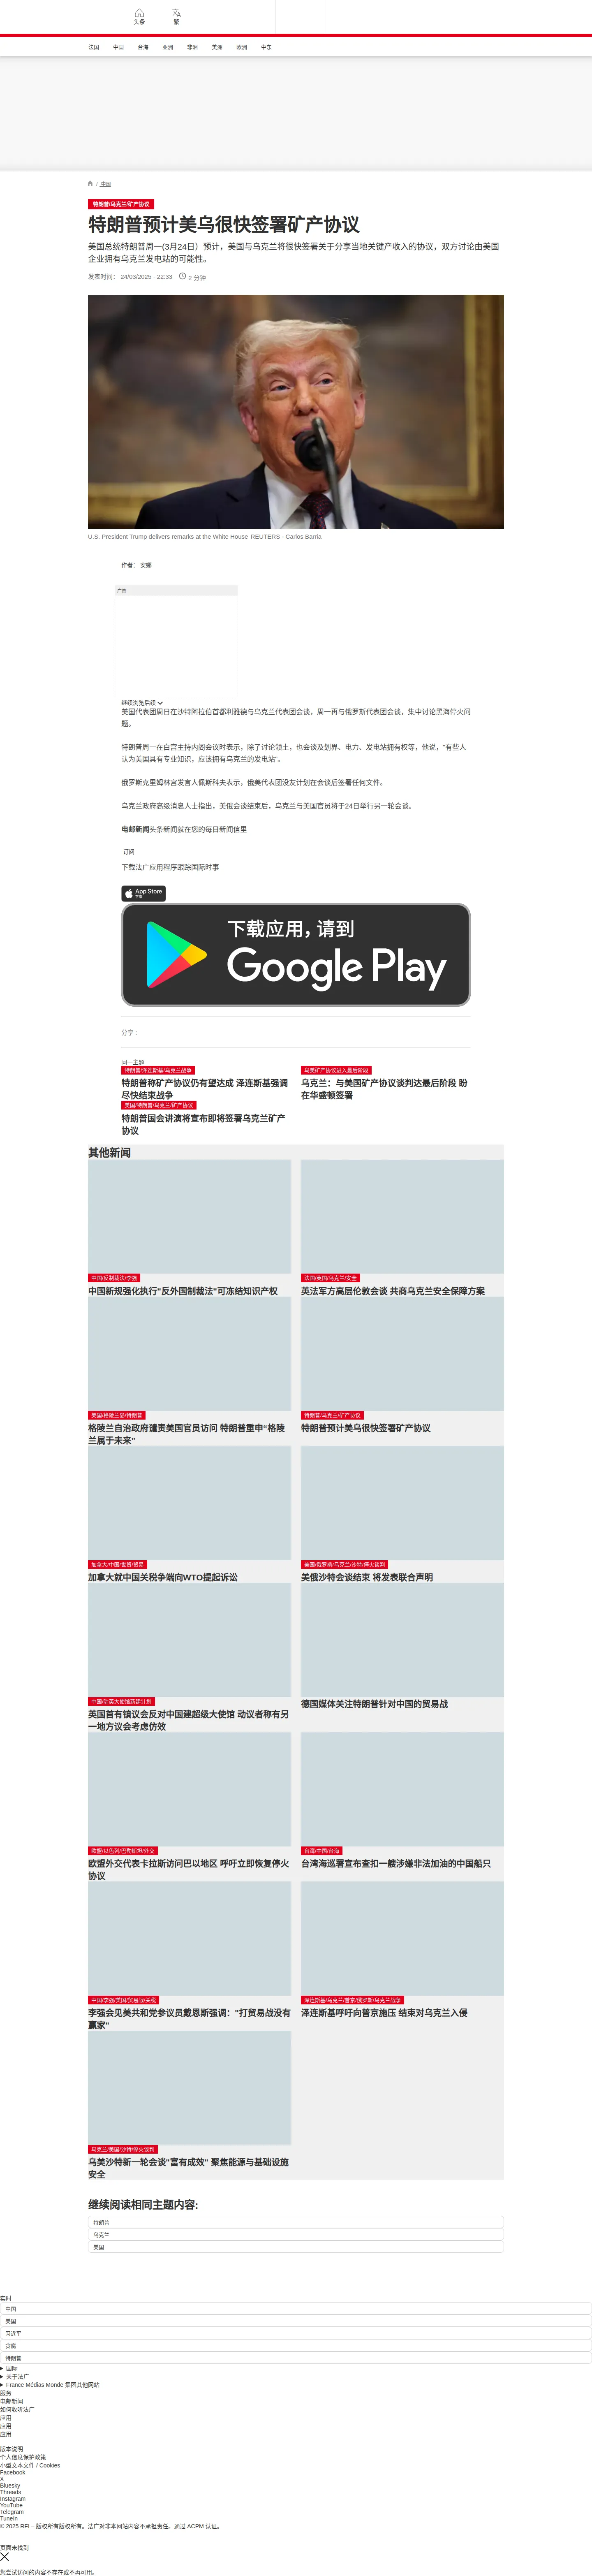 头条
繁
法国 中国 台海 亚洲 非洲 美洲 欧洲 中东
/ 中国
特朗普/乌克兰/矿产协议
特朗普预计美乌很快签署矿产协议
美国总统特朗普周一(3月24日）预计，美国与乌克兰将很快签署关于分享当地关键产收入的协议，双方讨论由美国
企业拥有乌克兰发电站的可能性。
发表时间： 24/03/2025 - 22:33 2 分钟
U.S. President Trump delivers remarks at the White House REUTERS - Carlos Barria
作者： 安娜
广告
继续浏览后续
美国代表团周日在沙特阿拉伯首都利雅德与乌克兰代表团会谈，周一再与俄罗斯代表团会谈，集中讨论黑海停火问
题。
特朗普周一在白宫主持内阁会议时表示，除了讨论领土，也会谈及划界、电力、发电站拥有权等，他说，"有些人
认为美国具有专业知识，应该拥有乌克兰的发电站"。
俄罗斯克里姆林宫发言人佩斯科夫表示，俄美代表团没友计划在会谈后签署任何文件。
乌克兰政府高级消息人士指出，美俄会谈结束后，乌克兰与美国官员将于24日举行另一轮会谈。
电邮新闻头条新闻就在您的每日新闻信里
订阅
下载法广应用程序跟踪国际时事
App Store
下载
下载应用，请到
Google Play
分享 :
同一主题
特朗普/泽连斯基/乌克兰战争
特朗普称矿产协议仍有望达成 泽连斯基强调
尽快结束战争
乌美矿产协议进入最后阶段
乌克兰：与美国矿产协议谈判达最后阶段 盼
在华盛顿签署
美国/特朗普/乌克兰/矿产协议
特朗普国会讲演将宣布即将签署乌克兰矿产
协议
其他新闻
中国/反制裁法/李强
中国新规强化执行"反外国制裁法"可冻结知识产权
法国/英国/乌克兰/安全
英法军方高层伦敦会谈 共商乌克兰安全保障方案
美国/格陵兰岛/特朗普
格陵兰自治政府谴责美国官员访问 特朗普重申"格陵
兰属于未来"
特朗普/乌克兰/矿产协议
特朗普预计美乌很快签署矿产协议
加拿大/中国/世贸/贸易
加拿大就中国关税争端向WTO提起诉讼
美国/俄罗斯/乌克兰/沙特/停火谈判
美俄沙特会谈结束 将发表联合声明
中国/驻英大使馆新建计划
英国首有镇议会反对中国建超级大使馆 动议者称有另
一地方议会考虑仿效
德国媒体关注特朗普针对中国的贸易战
欧盟/以色列/巴勒斯坦/外交
欧盟外交代表卡拉斯访问巴以地区 呼吁立即恢复停火
协议
台湾/中国/台海
台湾海巡署宣布查扣一艘涉嫌非法加油的中国船只
中国/李强/美国/贸易战/关税
李强会见美共和党参议员戴恩斯强调："打贸易战没有
赢家"
泽连斯基/乌克兰/普京/俄罗斯/乌克兰战争
泽连斯基呼吁向普京施压 结束对乌克兰入侵
乌克兰/美国/沙特/停火谈判
乌美沙特新一轮会谈"富有成效" 聚焦能源与基础设施
安全
继续阅读相同主题内容:
特朗普
乌克兰
美国
实时
中国
美国
习近平
贪腐
特朗普
国际
关于法广
France Médias Monde 集团其他网站
服务
电邮新闻
如何收听法广
应用
应用
应用
版本说明
个人信息保护政策
小型文本文件 / Cookies
Facebook
X
Bluesky
Threads
Instagram
YouTube
Telegram
TuneIn
© 2025 RFI – 版权所有版权所有。法广对非本网站内容不承担责任。通过 ACPM 认证。
页面未找到
您尝试访问的内容不存在或不再可用。